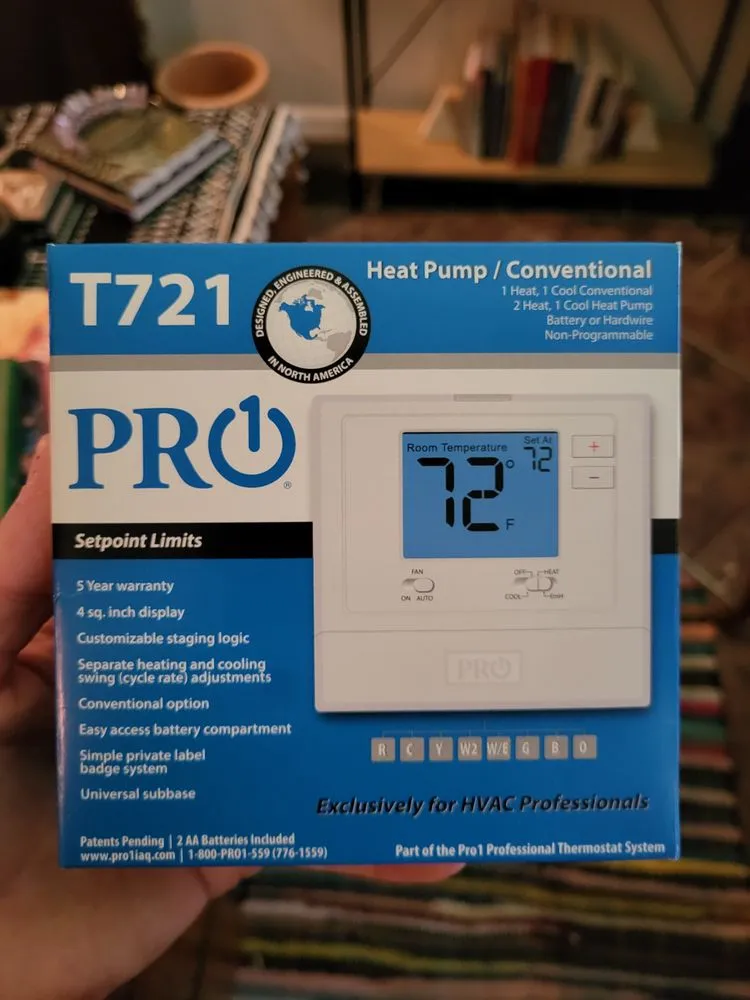 T721
DESIGNED, ENGINEERED & ASSEMBLED
IN NORTH AMERICA
Heat Pump / Conventional
1 Heat, 1 Cool Conventional
2 Heat, 1 Cool Heat Pump
Battery or Hardwire
Non-Programmable
PRO1®
Room Temperature
Set At
72
72° F
+
−
FAN
ON AUTO
OFF HEAT
COOL EmH
PRO1
Setpoint Limits
5 Year warranty
4 sq. inch display
Customizable staging logic
Separate heating and cooling
swing (cycle rate) adjustments
Conventional option
Easy access battery compartment
Simple private label
badge system
Universal subbase
R C Y W2 W/E G B O
Exclusively for HVAC Professionals
Patents Pending | 2 AA Batteries Included
www.pro1iaq.com | 1-800-PRO1-559 (776-1559)
Part of the Pro1 Professional Thermostat System